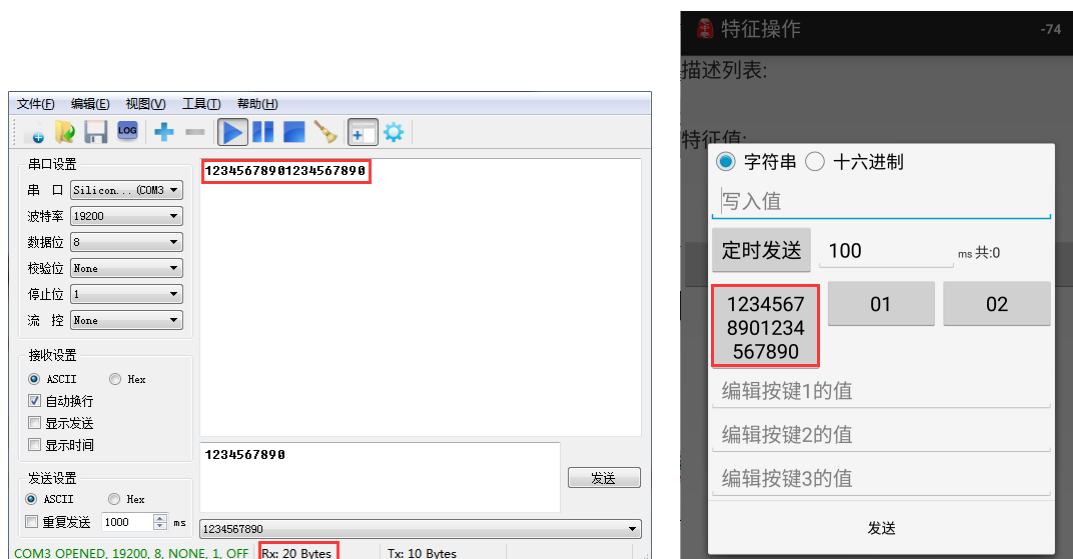 文件(F) 编辑(E) 视图(V) 工具(T) 帮助(H)
LOG
串口设置
串 口 Silicon... (COM3
波特率 19200
数据位 8
校验位 None
停止位 1
流 控 None
接收设置
ASCII Hex
自动换行
显示发送
显示时间
发送设置
ASCII Hex
重复发送 1000 ms
12345678901234567890
1234567890
发送
1234567890
COM3 OPENED, 19200, 8, NONE, 1, OFF Rx: 20 Bytes Tx: 10 Bytes
特征操作 -74
描述列表:
特征值:
字符串 十六进制
写入值
定时发送 100 ms 共:0
1234567
8901234
567890
01 02
编辑按键1的值
编辑按键2的值
编辑按键3的值
发送